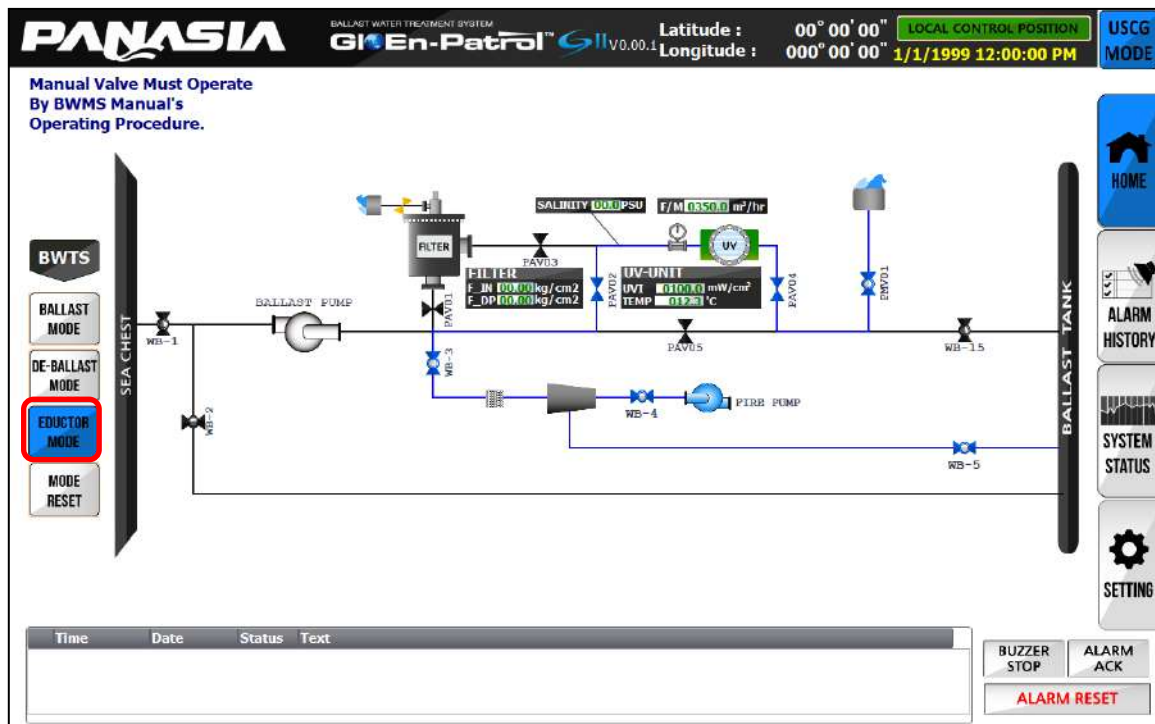 PANASIA
BALLAST WATER TREATMENT SYSTEM
GloEn-Patrol™ GII V0.00.1
Latitude : 00° 00' 00"
Longitude : 000° 00' 00"
LOCAL CONTROL POSITION
1/1/1999 12:00:00 PM
USCG
MODE
Manual Valve Must Operate
By BWMS Manual's
Operating Procedure.
HOME
SALINITY 00.0 PSU
F/M 0350.0 m³/hr
FILTER
UV
PAV03
BWTS
FILTER
F_IN 00.00 kg/cm2
F_DP 00.00 kg/cm2
PAV02
UV-UNIT
UVI 0100.0 mW/cm²
TEMP 012.3 °C
PAV04
PMV01
BALLAST
MODE
SEA CHEST
WB-1
BALLAST PUMP
PAV01
PAV05
WB-15
BALLAST TANK
ALARM
HISTORY
DE-BALLAST
MODE
WB-3
EDUCTOR
MODE
WB-2
WB-4
FIRE PUMP
WB-5
SYSTEM
STATUS
MODE
RESET
SETTING
Time Date Status Text
BUZZER
STOP
ALARM
ACK
ALARM RESET